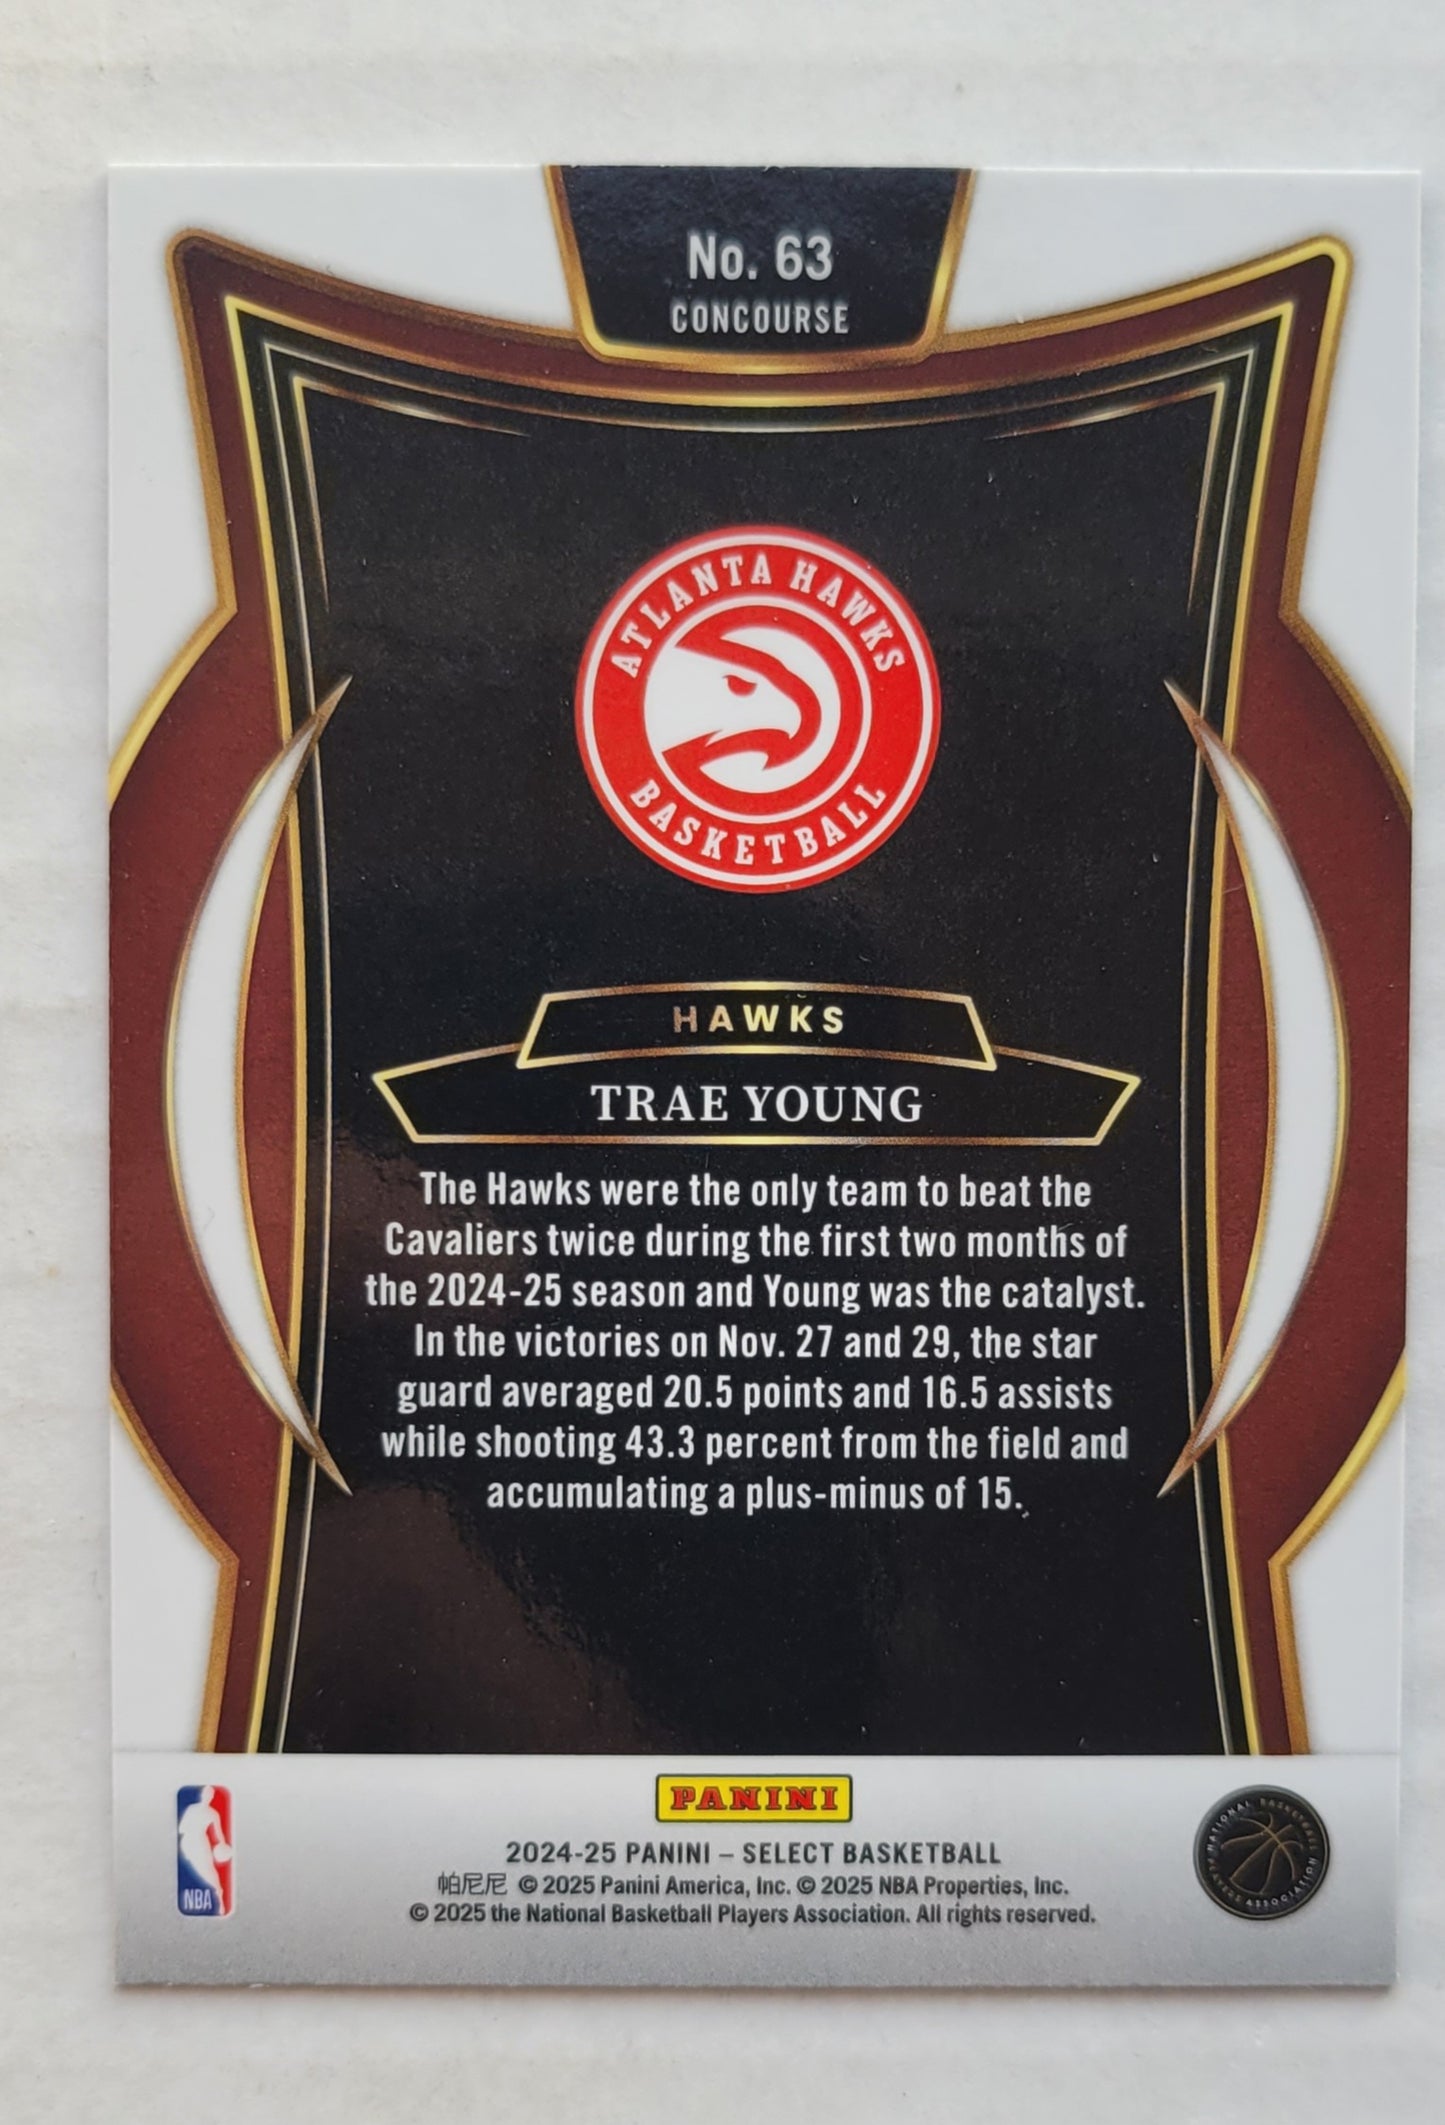 No. 63
CONCOURSE
ATLANTA HAWKS
BASKETBALL
HAWKS
TRAE YOUNG
The Hawks were the only team to beat the
Cavaliers twice during the first two months of
the 2024-25 season and Young was the catalyst.
In the victories on Nov. 27 and 29, the star
guard averaged 20.5 points and 16.5 assists
while shooting 43.3 percent from the field and
accumulating a plus-minus of 15.
PANINI
2024-25 PANINI – SELECT BASKETBALL
帕尼尼 © 2025 Panini America, Inc. © 2025 NBA Properties, Inc.
© 2025 the National Basketball Players Association. All rights reserved.
NBA
NATIONAL BASKETBALL PLAYERS ASSOCIATION